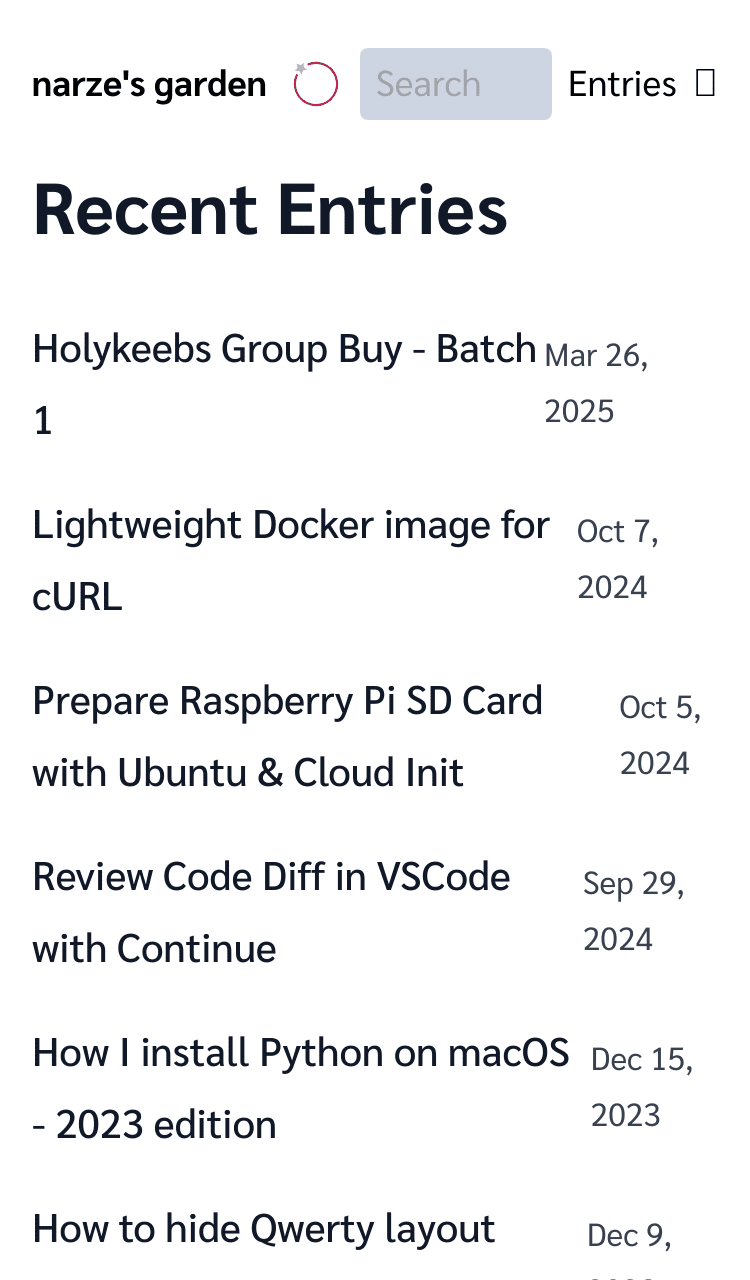 narze's garden Search Entries
Recent Entries
Holykeebs Group Buy - Batch Mar 26,
1 2025
Lightweight Docker image for Oct 7,
cURL 2024
Prepare Raspberry Pi SD Card Oct 5,
with Ubuntu & Cloud Init 2024
Review Code Diff in VSCode Sep 29,
with Continue 2024
How I install Python on macOS Dec 15,
- 2023 edition 2023
How to hide Qwerty layout Dec 9,